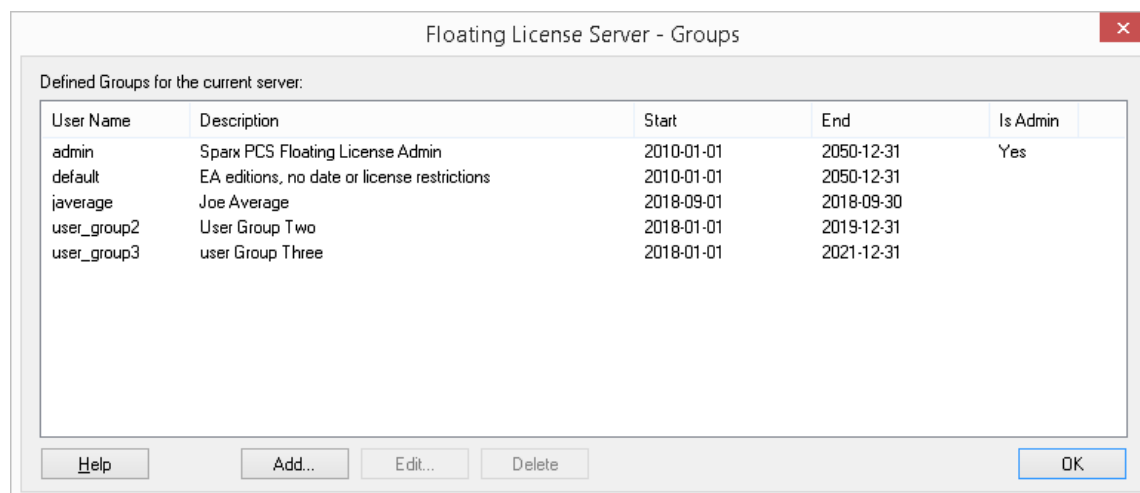 Floating License Server - Groups
Defined Groups for the current server:
User Name Description Start End Is Admin
admin Sparx PCS Floating License Admin 2010-01-01 2050-12-31 Yes
default EA editions, no date or license restrictions 2010-01-01 2050-12-31
javerage Joe Average 2018-09-01 2018-09-30
user_group2 User Group Two 2018-01-01 2019-12-31
user_group3 user Group Three 2018-01-01 2021-12-31
Help Add... Edit... Delete OK